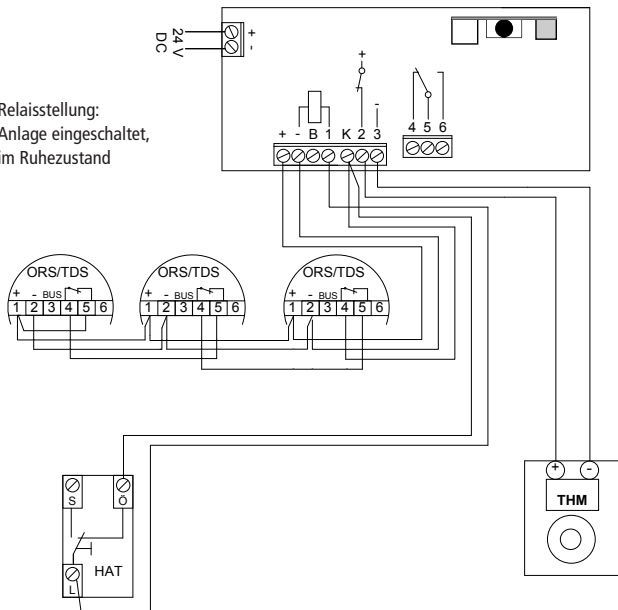 24 V
DC
+
-
Relaisstellung:
Anlage eingeschaltet,
im Ruhezustand
+
-
4 5 6
+ - B 1 K 2 3
ORS/TDS
ORS/TDS
ORS/TDS
+ - BUS
1 2 3 4 5 6
+ - BUS
1 2 3 4 5 6
+ - BUS
1 2 3 4 5 6
S
Ö
HAT
L
+
-
THM